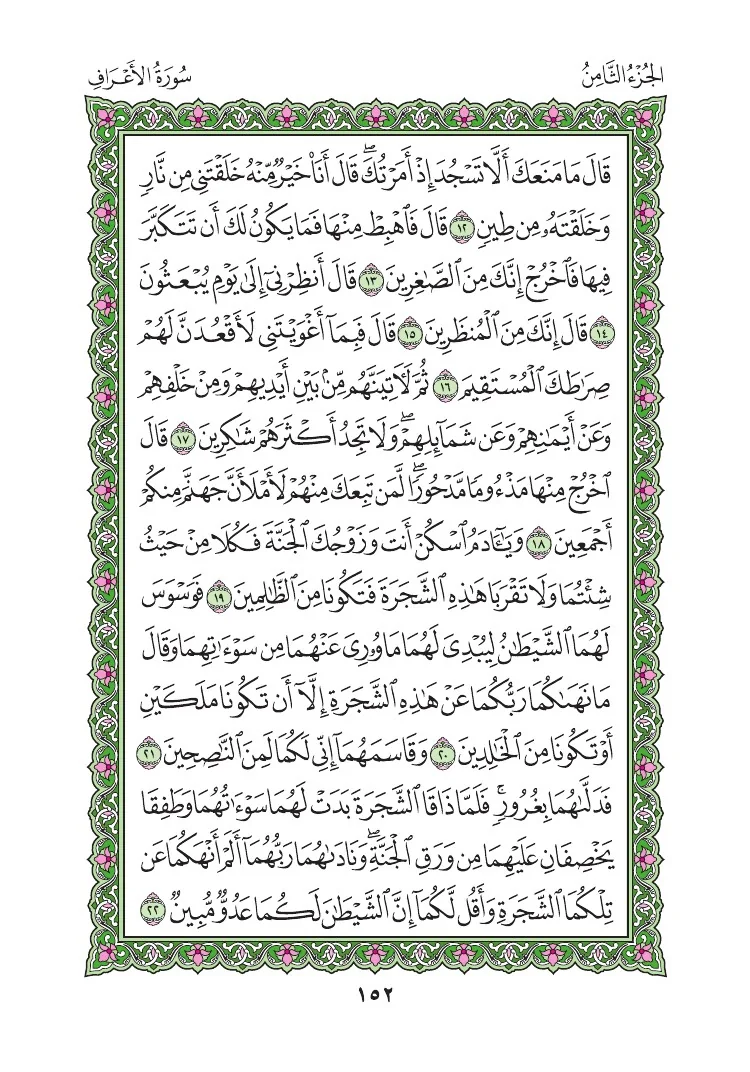 الجُزْءُ الثَّامِنُ
سُورَةُ الأَعْرَافِ
قَالَ مَا مَنَعَكَ أَلَّا تَسْجُدَ إِذْ أَمَرْتُكَۖ قَالَ أَنَا۠ خَيْرٌ مِّنْهُ خَلَقْتَنِي مِن نَّارٍ
وَخَلَقْتَهُۥ مِن طِينٍ ١٢ قَالَ فَٱهْبِطْ مِنْهَا فَمَا يَكُونُ لَكَ أَن تَتَكَبَّرَ
فِيهَا فَٱخْرُجْ إِنَّكَ مِنَ ٱلصَّٰغِرِينَ ١٣ قَالَ أَنظِرْنِيٓ إِلَىٰ يَوْمِ يُبْعَثُونَ
١٤ قَالَ إِنَّكَ مِنَ ٱلْمُنظَرِينَ ١٥ قَالَ فَبِمَآ أَغْوَيْتَنِي لَأَقْعُدَنَّ لَهُمْ
صِرَٰطَكَ ٱلْمُسْتَقِيمَ ١٦ ثُمَّ لَأٓتِيَنَّهُم مِّنۢ بَيْنِ أَيْدِيهِمْ وَمِنْ خَلْفِهِمْ
وَعَنْ أَيْمَٰنِهِمْ وَعَن شَمَآئِلِهِمْۖ وَلَا تَجِدُ أَكْثَرَهُمْ شَٰكِرِينَ ١٧ قَالَ
ٱخْرُجْ مِنْهَا مَذْءُومًا مَّدْحُورًاۖ لَّمَن تَبِعَكَ مِنْهُمْ لَأَمْلَأَنَّ جَهَنَّمَ مِنكُمْ
أَجْمَعِينَ ١٨ وَيَٰٓـَٔادَمُ ٱسْكُنْ أَنتَ وَزَوْجُكَ ٱلْجَنَّةَ فَكُلَا مِنْ حَيْثُ
شِئْتُمَا وَلَا تَقْرَبَا هَٰذِهِ ٱلشَّجَرَةَ فَتَكُونَا مِنَ ٱلظَّٰلِمِينَ ١٩ فَوَسْوَسَ
لَهُمَا ٱلشَّيْطَٰنُ لِيُبْدِيَ لَهُمَا مَا وُۥرِيَ عَنْهُمَا مِن سَوْءَٰتِهِمَا وَقَالَ
مَا نَهَىٰكُمَا رَبُّكُمَا عَنْ هَٰذِهِ ٱلشَّجَرَةِ إِلَّآ أَن تَكُونَا مَلَكَيْنِ
أَوْ تَكُونَا مِنَ ٱلْخَٰلِدِينَ ٢٠ وَقَاسَمَهُمَآ إِنِّي لَكُمَا لَمِنَ ٱلنَّٰصِحِينَ ٢١
فَدَلَّىٰهُمَا بِغُرُورٍۚ فَلَمَّا ذَاقَا ٱلشَّجَرَةَ بَدَتْ لَهُمَا سَوْءَٰتُهُمَا وَطَفِقَا
يَخْصِفَانِ عَلَيْهِمَا مِن وَرَقِ ٱلْجَنَّةِۖ وَنَادَىٰهُمَا رَبُّهُمَآ أَلَمْ أَنْهَكُمَا عَن
تِلْكُمَا ٱلشَّجَرَةِ وَأَقُل لَّكُمَآ إِنَّ ٱلشَّيْطَٰنَ لَكُمَا عَدُوٌّ مُّبِينٌ ٢٢
١٥٢